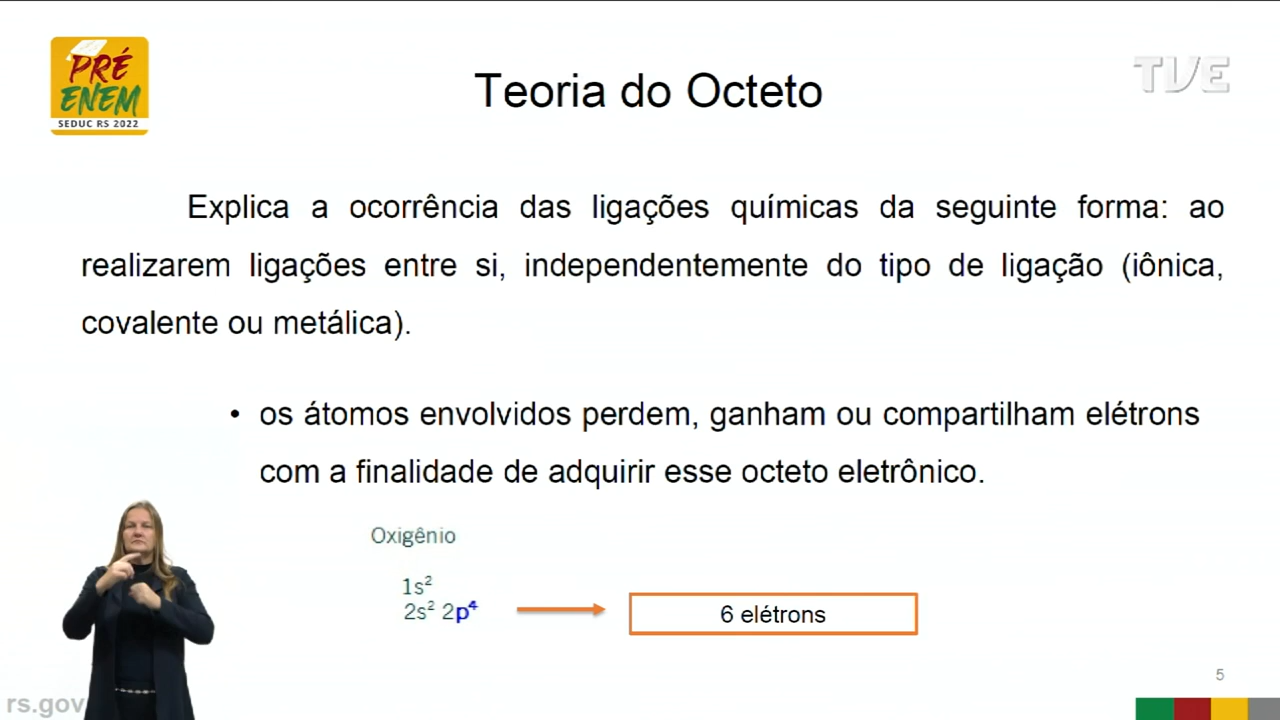 PRÉ
ENEM
SEDUC RS 2022
Teoria do Octeto
TVE
Explica a ocorrência das ligações químicas da seguinte forma: ao
realizarem ligações entre si, independentemente do tipo de ligação (iônica,
covalente ou metálica).
• os átomos envolvidos perdem, ganham ou compartilham elétrons
com a finalidade de adquirir esse octeto eletrônico.
Oxigênio
1s²
2s² 2p⁴
6 elétrons
5
rs.gov